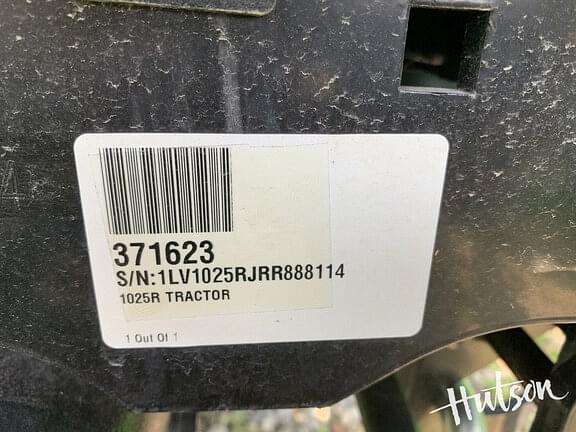 371623
S/N:1LV1025RJRR888114
1025R TRACTOR
1 Out Of 1
Hutson